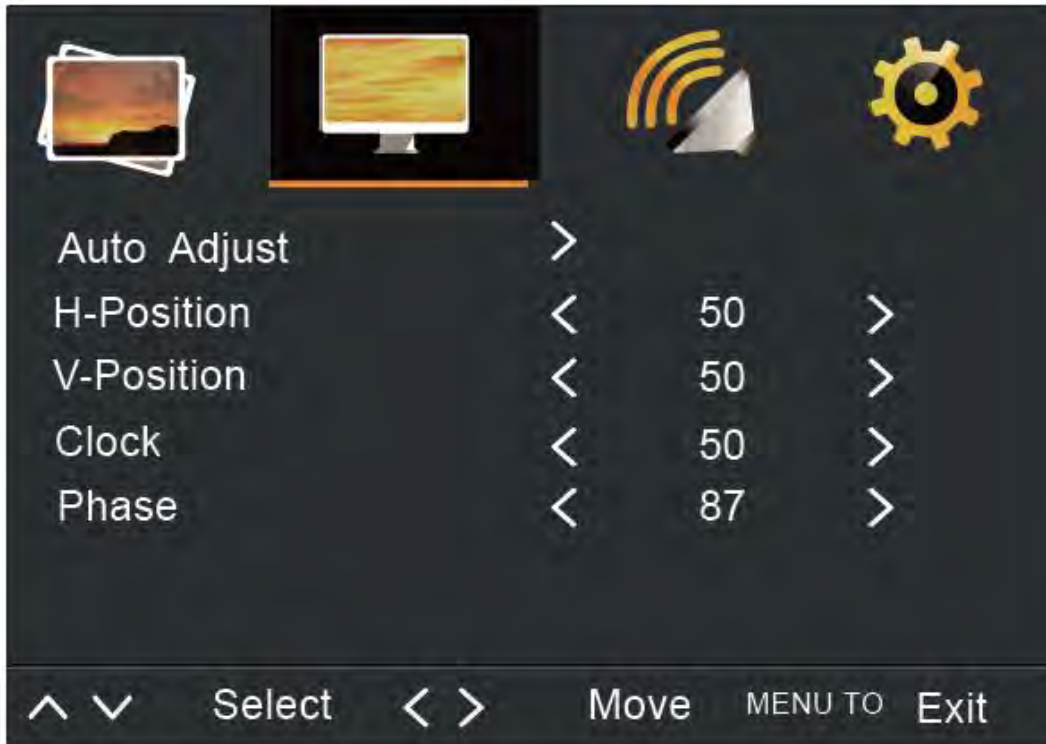 Auto Adjust >
H-Position < 50 >
V-Position < 50 >
Clock < 50 >
Phase < 87 >
Select < > Move MENU TO Exit